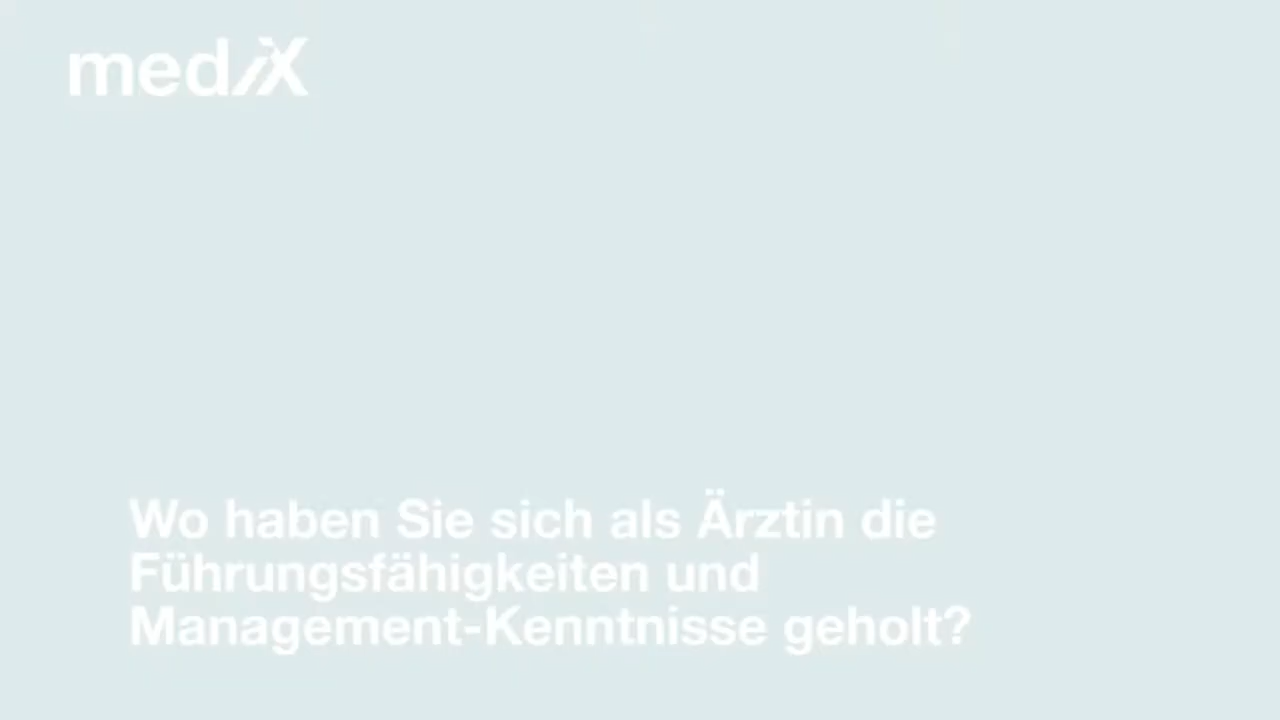 medix
Wo haben Sie sich als Ärztin die
Führungsfähigkeiten und
Management-Kenntnisse geholt?